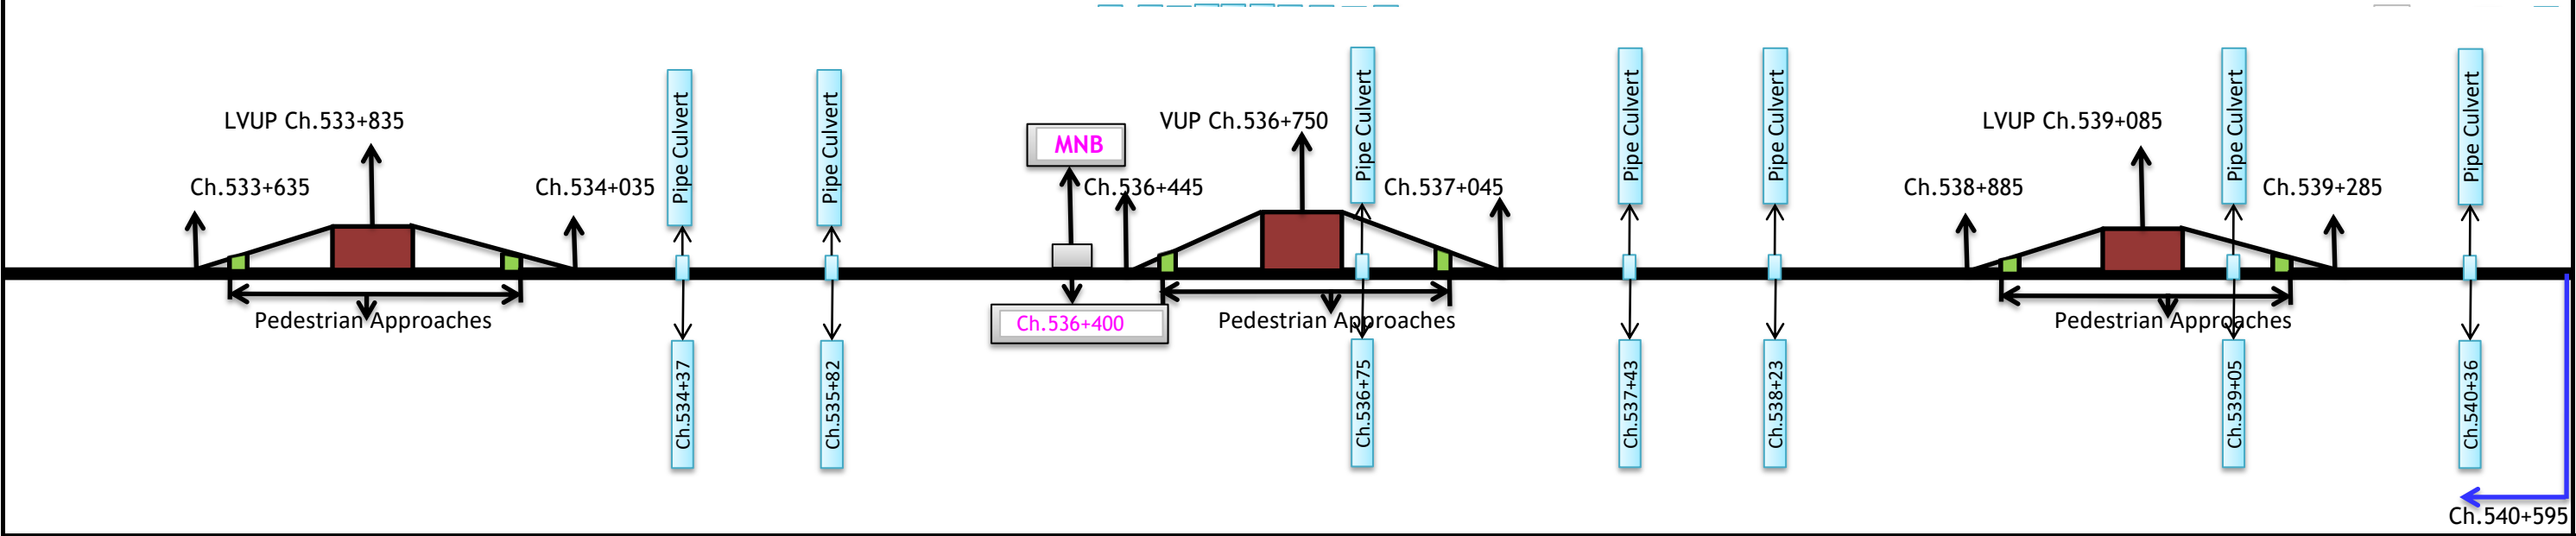 LVUP Ch.533+835
Ch.533+635
Ch.534+035
Pedestrian Approaches
Pipe Culvert
Ch.534+37
Pipe Culvert
Ch.535+82
MNB
Ch.536+400
VUP Ch.536+750
Ch.536+445
Ch.537+045
Pedestrian Approaches
Pipe Culvert
Ch.536+75
Pipe Culvert
Ch.537+43
Pipe Culvert
Ch.538+23
LVUP Ch.539+085
Ch.538+885
Ch.539+285
Pedestrian Approaches
Pipe Culvert
Ch.539+05
Pipe Culvert
Ch.540+36
Ch.540+595